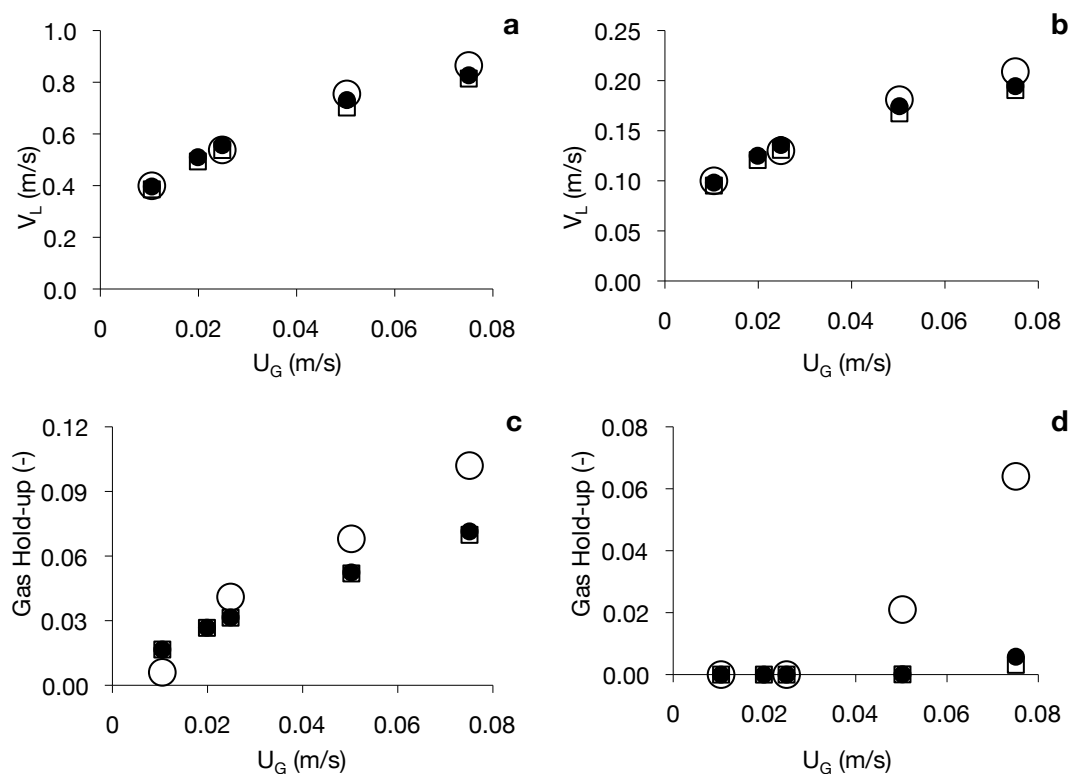 a
1.0
0.8
0.6
0.4
0.2
0.0
V_L (m/s)
0 0.02 0.04 0.06 0.08
U_G (m/s)
b
0.25
0.20
0.15
0.10
0.05
0.00
V_L (m/s)
0 0.02 0.04 0.06 0.08
U_G (m/s)
c
0.12
0.09
0.06
0.03
0.00
Gas Hold-up (-)
0 0.02 0.04 0.06 0.08
U_G (m/s)
d
0.08
0.06
0.04
0.02
0.00
Gas Hold-up (-)
0 0.02 0.04 0.06 0.08
U_G (m/s)